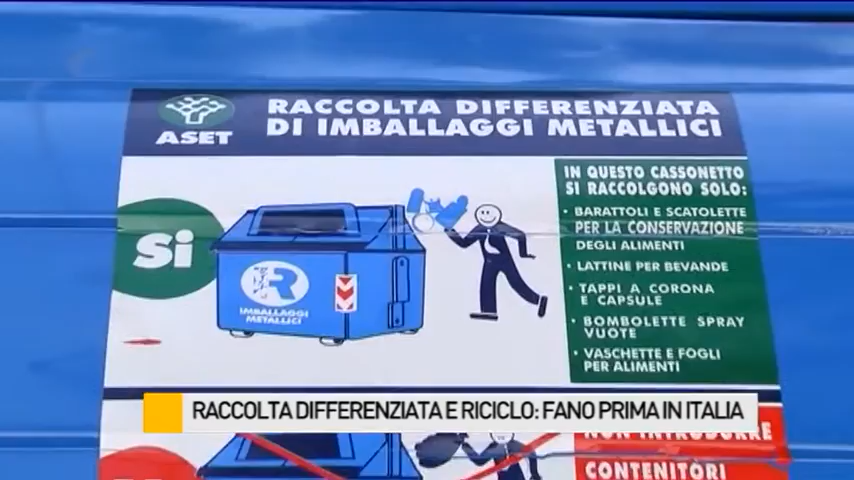 ASET
RACCOLTA DIFFERENZIATA
DI IMBALLAGGI METALLICI
Si
R
IMBALLAGGI
METALLICI
IN QUESTO CASSONETTO
SI RACCOLGONO SOLO:
• BARATTOLI E SCATOLETTE
PER LA CONSERVAZIONE
DEGLI ALIMENTI
• LATTINE PER BEVANDE
• TAPPI A CORONA
E CAPSULE
• BOMBOLETTE SPRAY
VUOTE
• VASCHETTE E FOGLI
PER ALIMENTI
RACCOLTA DIFFERENZIATA E RICICLO: FANO PRIMA IN ITALIA
NON INTRODURRE
CONTENITORI